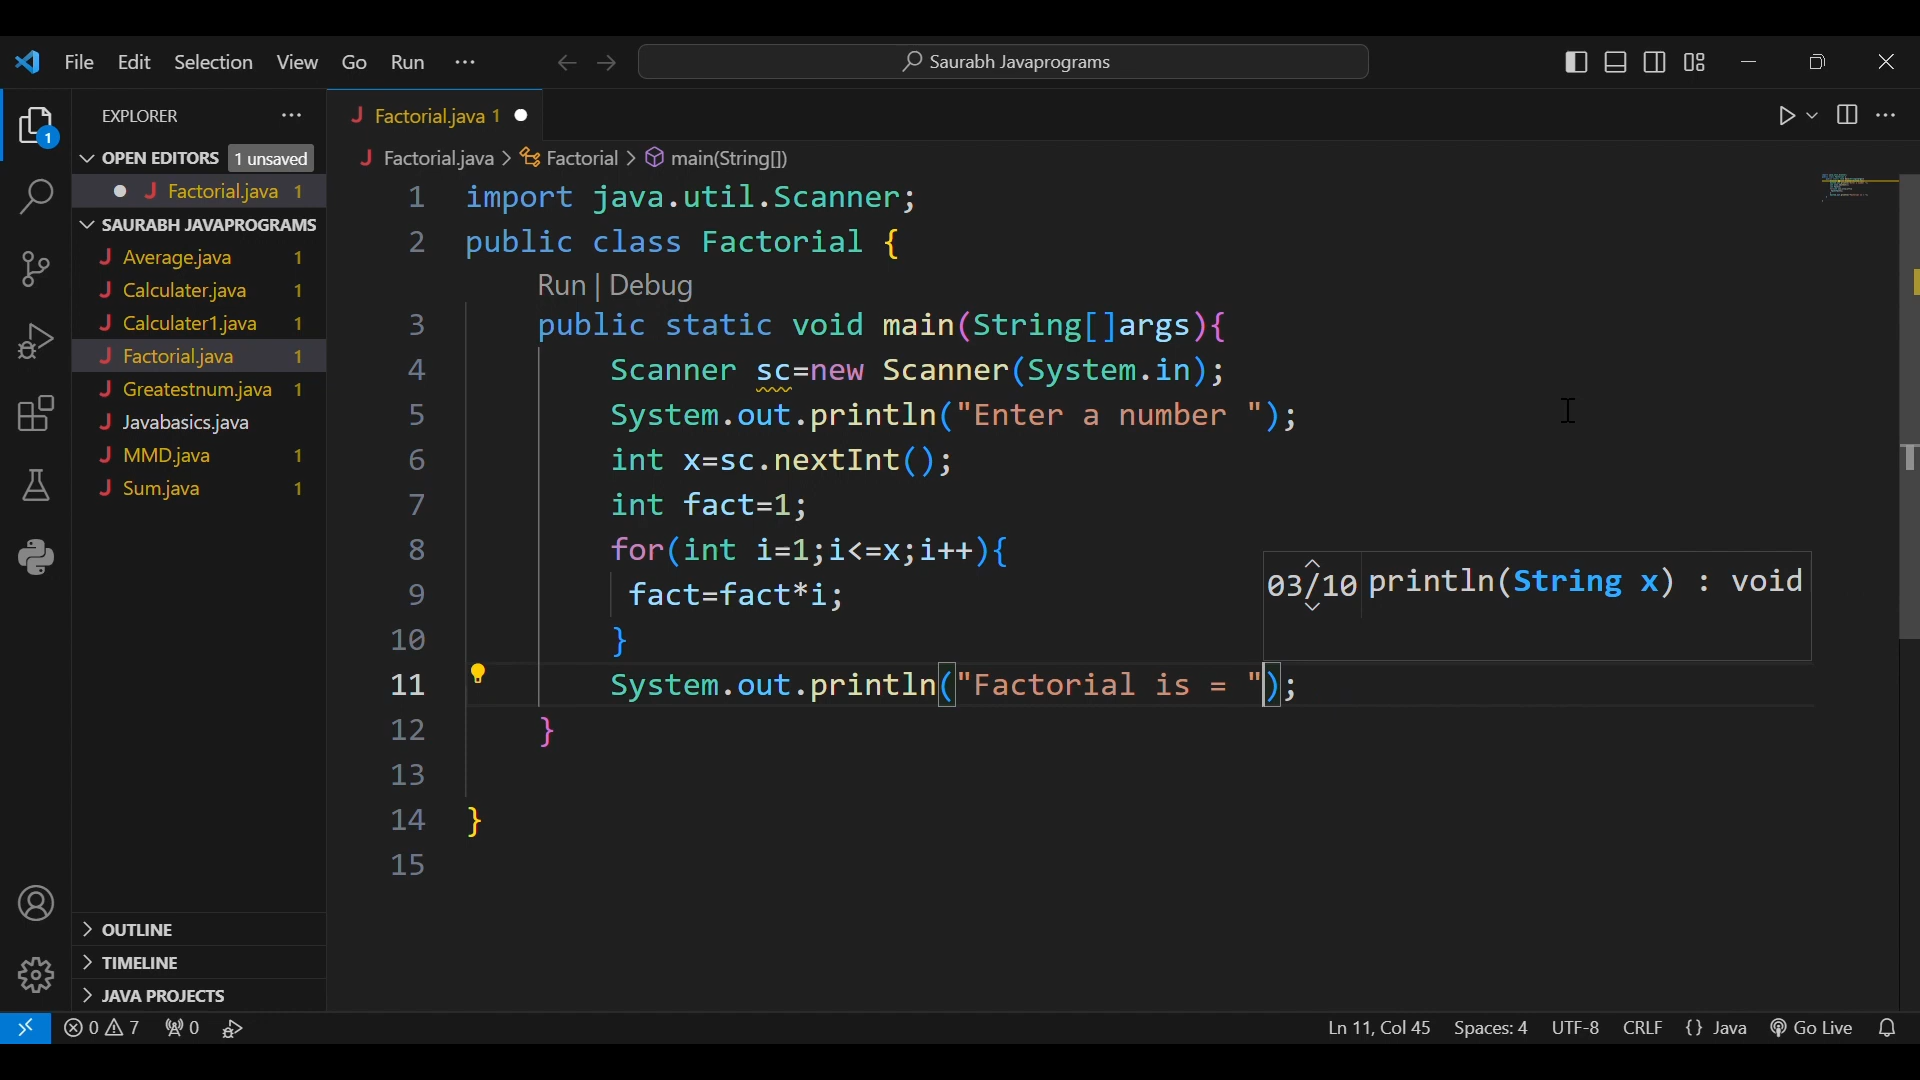 File Edit Selection View Go Run ···
Saurabh Javaprograms
EXPLORER ···
OPEN EDITORS 1 unsaved
Factorial.java 1
SAURABH JAVAPROGRAMS
Average.java 1
Calculater.java 1
Calculater1.java 1
Factorial.java 1
Greatestnum.java 1
Javabasics.java
MMD.java 1
Sum.java 1
OUTLINE
TIMELINE
JAVA PROJECTS
1
J Factorial.java 1
J Factorial.java > Factorial > main(String[])
1 import java.util.Scanner;
2 public class Factorial {
Run | Debug
3 public static void main(String[]args){
4 Scanner sc=new Scanner(System.in);
5 System.out.println("Enter a number ");
6 int x=sc.nextInt();
7 int fact=1;
8 for(int i=1;i<=x;i++){
9 fact=fact*i;
10 }
11 System.out.println("Factorial is = ");
12 }
13
14 }
15
03/10 println(String x) : void
0 7 0
Ln 11, Col 45 Spaces: 4 UTF-8 CRLF {} Java Go Live